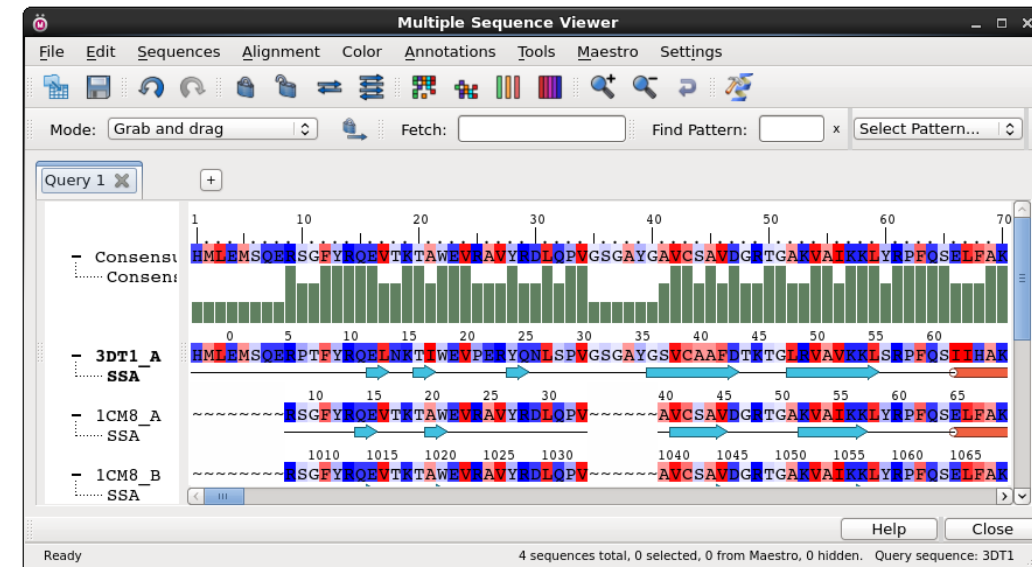 Multiple Sequence Viewer
File Edit Sequences Alignment Color Annotations Tools Maestro Settings
Mode: Grab and drag Fetch: Find Pattern: x Select Pattern...
Query 1 +
1 10 20 30 40 50 60 70
Consensu HMLEMSQERSGFYRQEVTKTAWEVRAVYRDLQPVGSGAYGAVCSAVDGRTGAKVAIKKLYRPFQSELFAK
Consens
0 5 10 15 20 25 30 35 40 45 50 55 60
3DT1_A HMLEMSQERPTFYRQELNKTIWEVPERYQNLSPVGSGAYGSVCAAFDTKTGLRVAVKKLSRPFQSIIHAK
SSA
10 15 20 25 30 40 45 50 55 60 65
1CM8_A ~~~~~~~~RSGFYRQEVTKTAWEVRAVYRDLQPV~~~~~~AVCSAVDGRTGAKVAIKKLYRPFQSELFAK
SSA
1010 1015 1020 1025 1030 1040 1045 1050 1055 1060 1065
1CM8_B ~~~~~~~~RSGFYRQEVTKTAWEVRAVYRDLQPV~~~~~~AVCSAVDGRTGAKVAIKKLYRPFQSELFAK
SSA
Help Close
Ready 4 sequences total, 0 selected, 0 from Maestro, 0 hidden. Query sequence: 3DT1